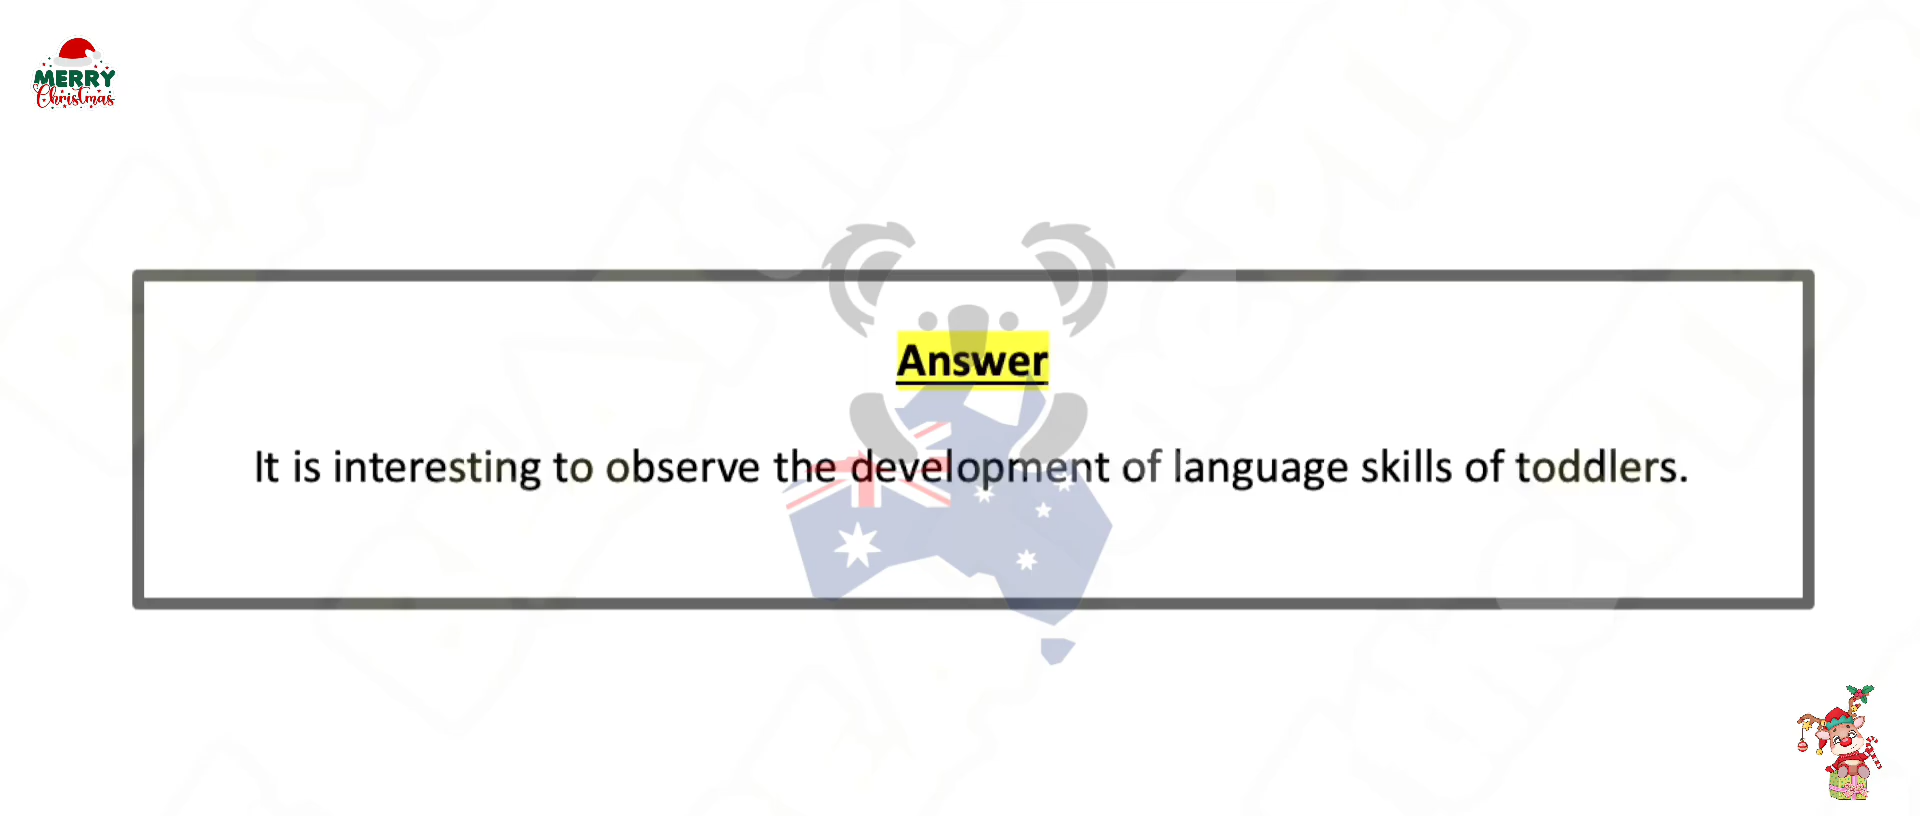 MERRY
Christmas
Answer
It is interesting to observe the development of language skills of toddlers.